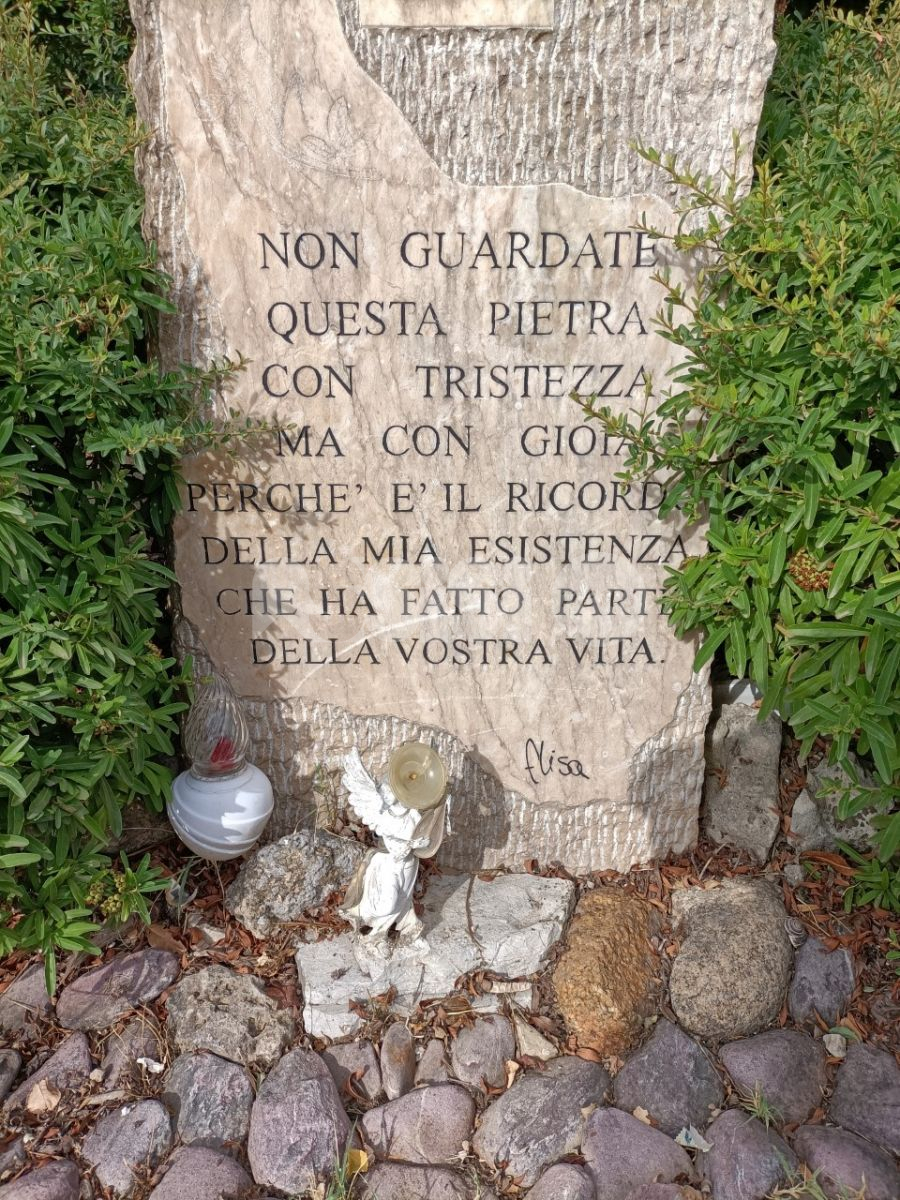 NON GUARDATE
QUESTA PIETRA
CON TRISTEZZA
MA CON GIOIA
PERCHE' E' IL RICORDO
DELLA MIA ESISTENZA
CHE HA FATTO PARTE
DELLA VOSTRA VITA.
Elisa